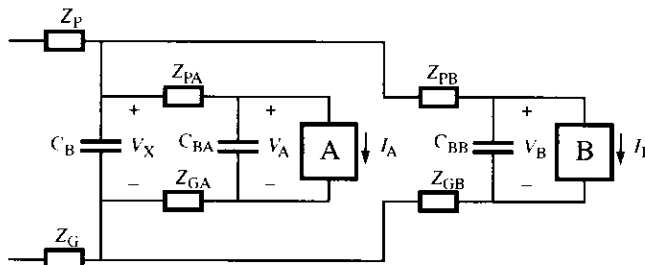 Z_P
Z_PA
Z_PB
+
+
+
C_B
V_X
C_BA
V_A
A
I_A
C_BB
V_B
B
−
Z_GA
−
Z_GB
−
Z_G